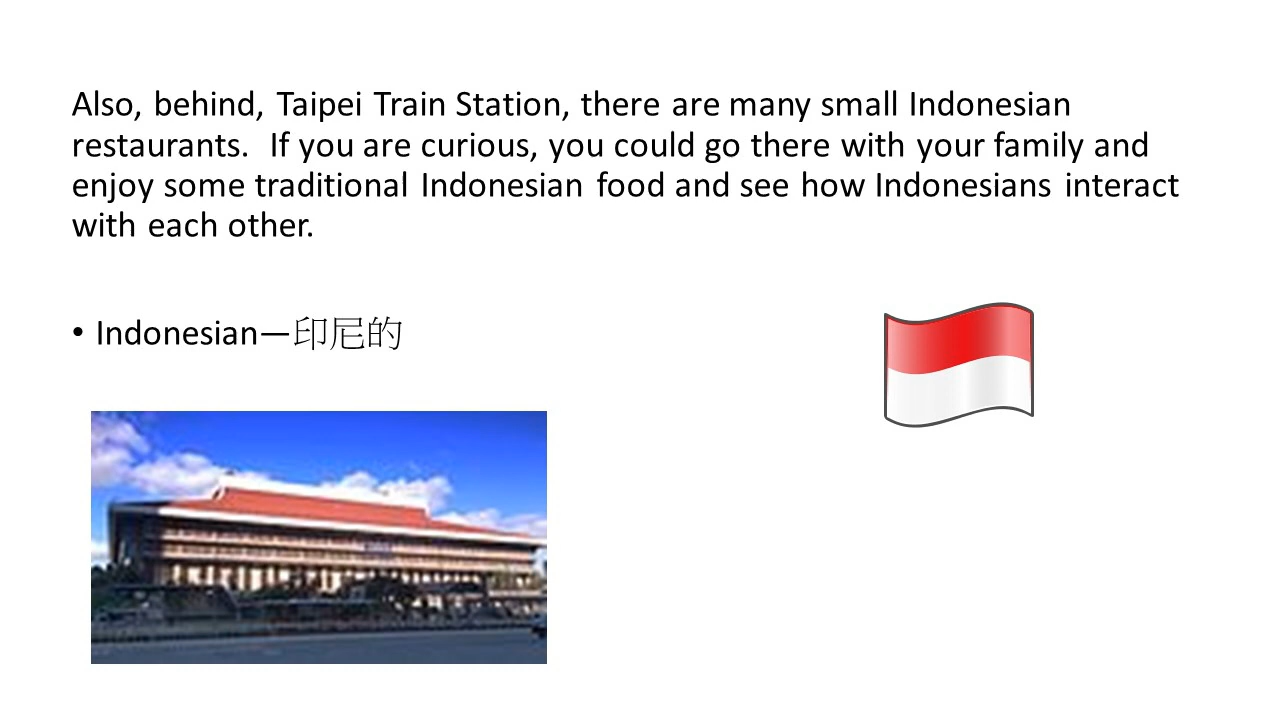 Also, behind, Taipei Train Station, there are many small Indonesian
restaurants.  If you are curious, you could go there with your family and
enjoy some traditional Indonesian food and see how Indonesians interact
with each other.
• Indonesian—印尼的